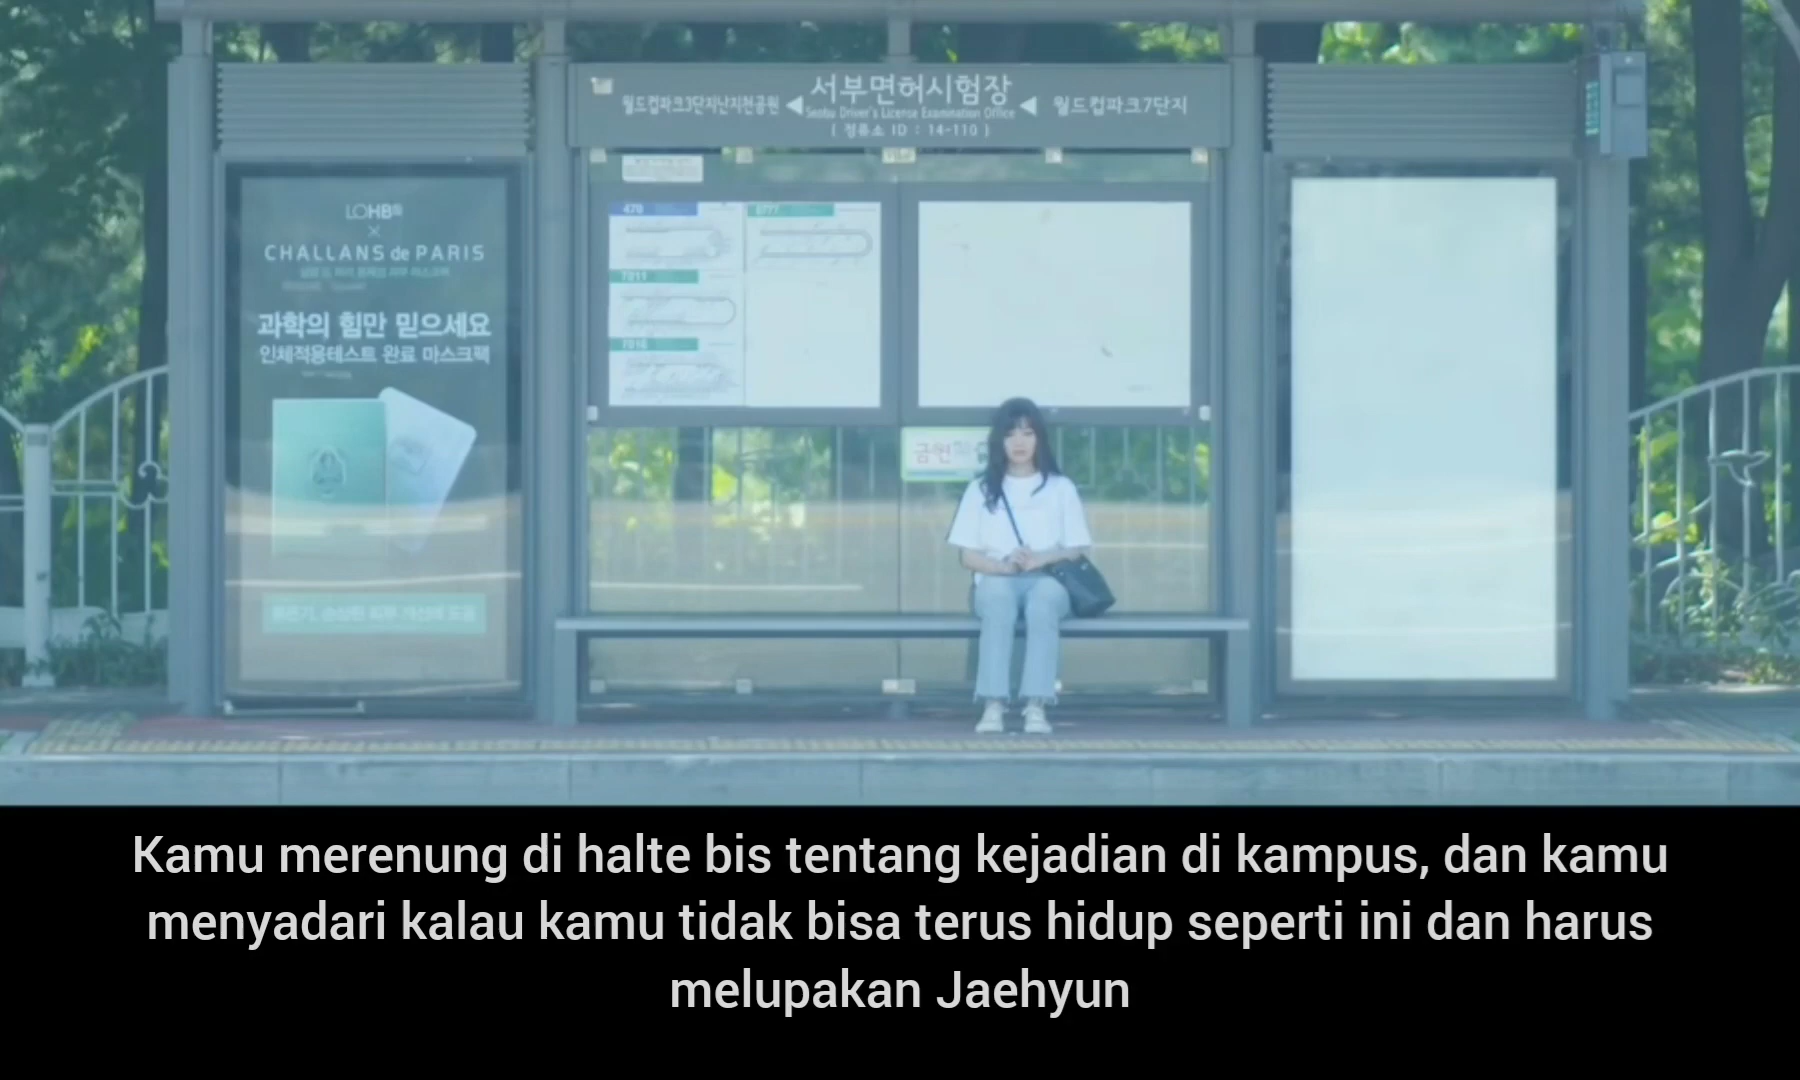 월드컵파크3단지난지천공원 ◀ 서부면허시험장 ◀ 월드컵파크7단지
Seobu Driver's License Examination Office
( 정류소 ID : 14-110 )
LOHB
×
CHALLANS de PARIS
과학의 힘만 믿으세요
인체적용테스트 완료 마스크팩
470
7011
금연
Kamu merenung di halte bis tentang kejadian di kampus, dan kamu
menyadari kalau kamu tidak bisa terus hidup seperti ini dan harus
melupakan Jaehyun